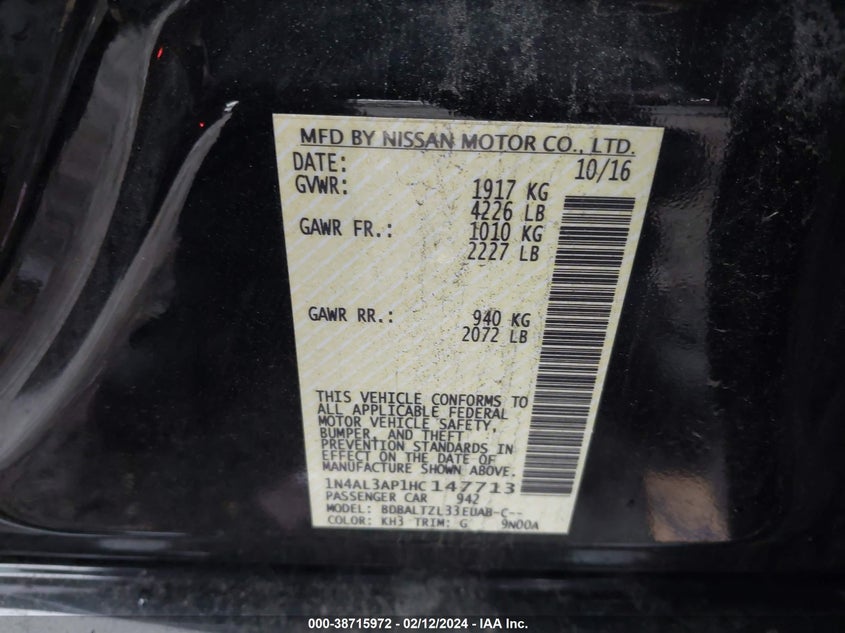 MFD BY NISSAN MOTOR CO., LTD.
DATE: 10/16
GVWR: 1917 KG
4226 LB
GAWR FR.: 1010 KG
2227 LB
GAWR RR.: 940 KG
2072 LB
THIS VEHICLE CONFORMS TO
ALL APPLICABLE FEDERAL
MOTOR VEHICLE SAFETY,
BUMPER, AND THEFT
PREVENTION STANDARDS IN
EFFECT ON THE DATE OF
MANUFACTURE SHOWN ABOVE.
1N4AL3AP1HC147713
PASSENGER CAR 942
MODEL: BDBALTZL33EUAB-C--
COLOR: KH3 TRIM: G 9N00A
000-38715972 - 02/12/2024 - IAA Inc.